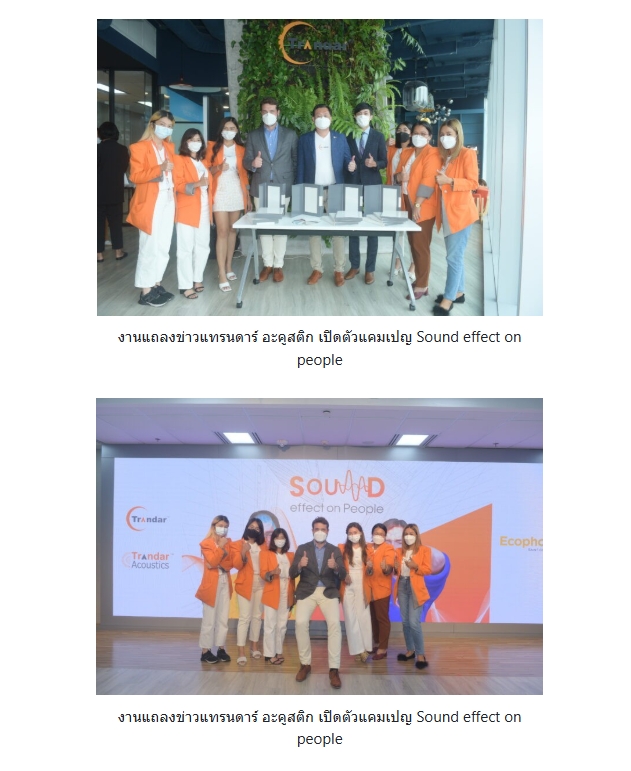 งานแถลงข่าวแทรนดาร์ อะคูสติก เปิดตัวแคมเปญ Sound effect on
people
SOUND
effect on People
Trandar
Trandar
Acoustics
Ecopho
งานแถลงข่าวแทรนดาร์ อะคูสติก เปิดตัวแคมเปญ Sound effect on
people